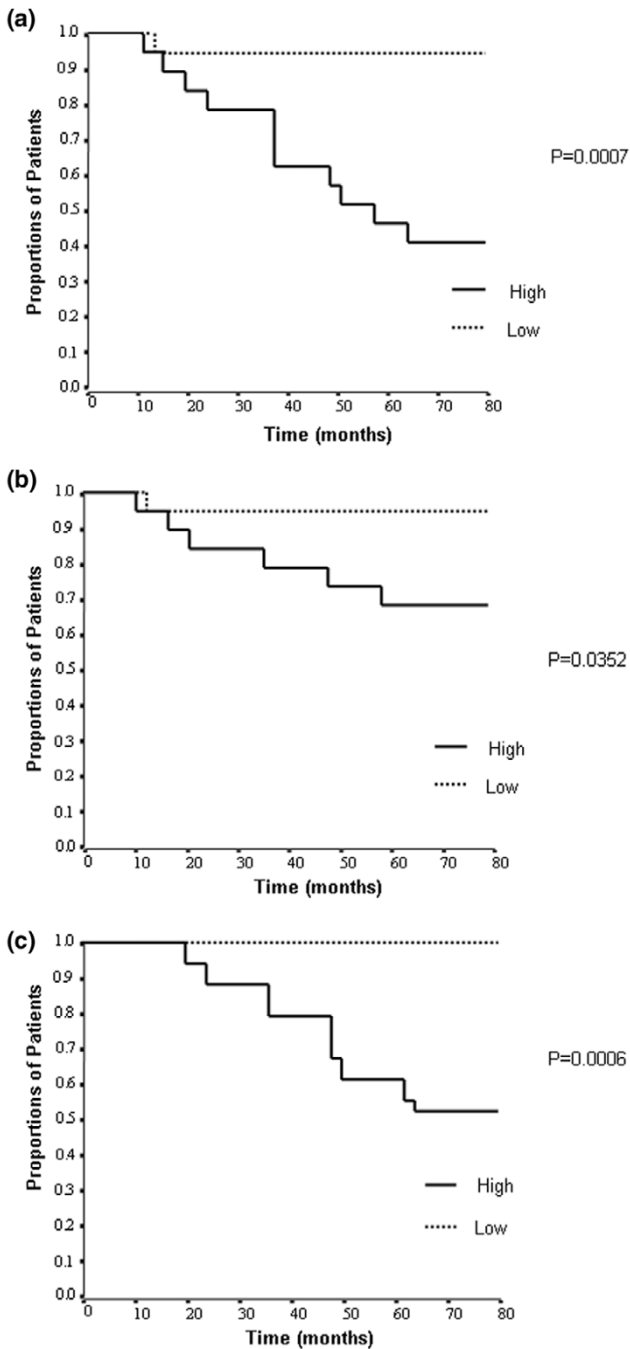 (a)
Proportions of Patients
1.0
0.9
0.8
0.7
0.6
0.5
0.4
0.3
0.2
0.1
0.0
P=0.0007
High
Low
0 10 20 30 40 50 60 70 80
Time (months)
(b)
Proportions of Patients
1.0
0.9
0.8
0.7
0.6
0.5
0.4
0.3
0.2
0.1
0.0
P=0.0352
High
Low
0 10 20 30 40 50 60 70 80
Time (months)
(c)
Proportions of Patients
1.0
0.9
0.8
0.7
0.6
0.5
0.4
0.3
0.2
0.1
0.0
P=0.0006
High
Low
0 10 20 30 40 50 60 70 80
Time (months)